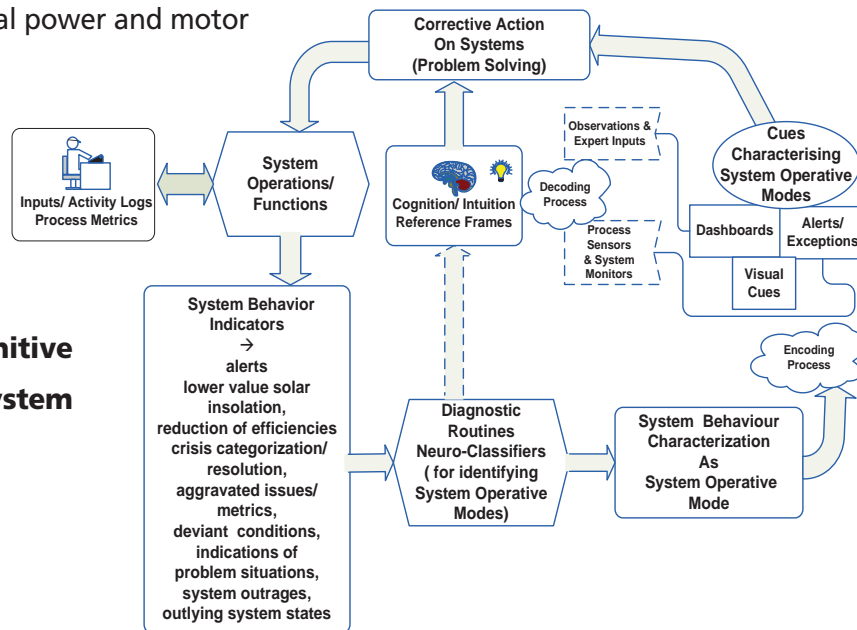 al power and motor
Corrective Action
On Systems
(Problem Solving)
Inputs/ Activity Logs
Process Metrics
System
Operations/
Functions
Cognition/ Intuition
Reference Frames
Decoding
Process
Observations &
Expert Inputs
Process
Sensors
& System
Monitors
Cues
Characterising
System Operative
Modes
Dashboards
Alerts/
Exceptions
Visual
Cues
nitive
ystem
System Behavior
Indicators
→
alerts
lower value solar
insolation,
reduction of efficiencies
crisis categorization/
resolution,
aggravated issues/
metrics,
deviant conditions,
indications of
problem situations,
system outrages,
outlying system states
Diagnostic
Routines
Neuro-Classifiers
( for identifying
System Operative
Modes)
System Behaviour
Characterization
As
System Operative
Mode
Encoding
Process